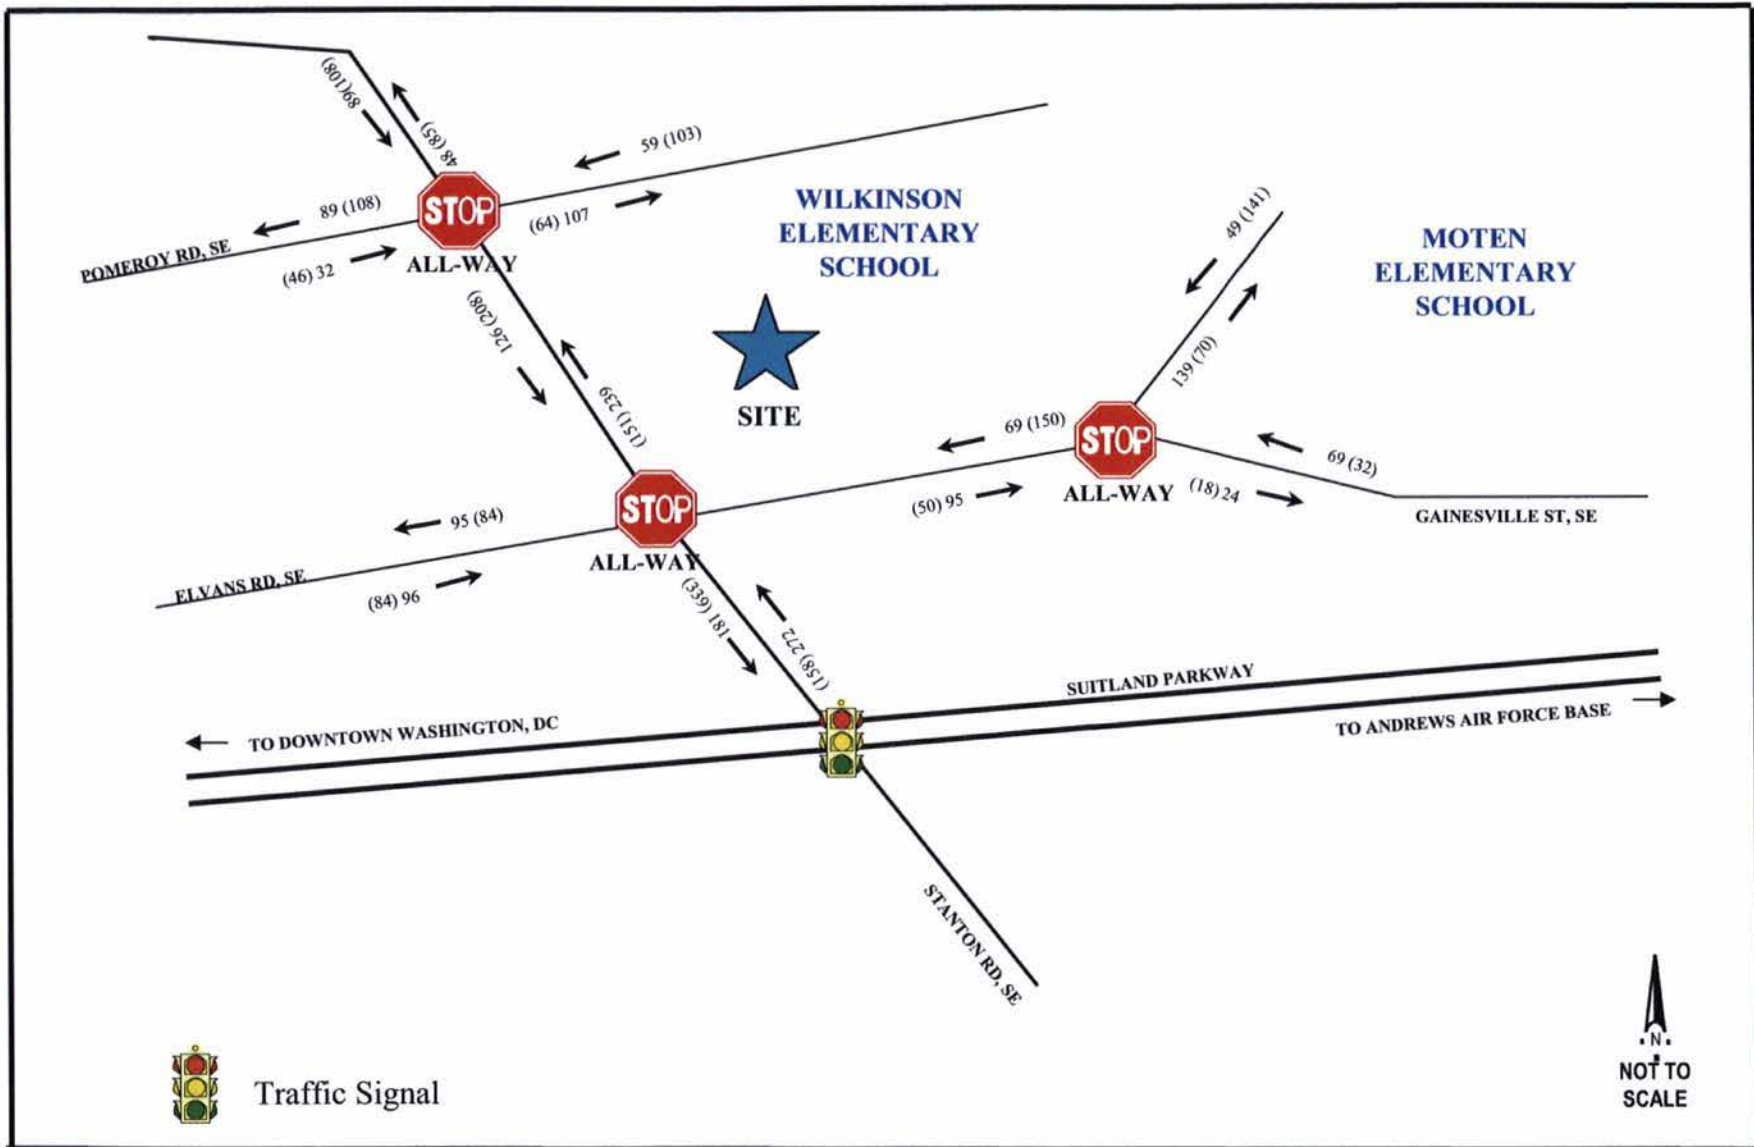 89(108)
48 (85)
59 (103)
STOP
89 (108)
(64) 107
POMEROY RD, SE
(46) 32
ALL-WAY
WILKINSON
ELEMENTARY
SCHOOL
49 (141)
MOTEN
ELEMENTARY
SCHOOL
126 (208)
(151) 239
SITE
139 (70)
69 (150)
STOP
69 (32)
(50) 95
ALL-WAY
(18) 24
GAINESVILLE ST, SE
STOP
95 (84)
ALL-WAY
ELVANS RD, SE
(84) 96
(339) 181
(158) 272
SUITLAND PARKWAY
TO DOWNTOWN WASHINGTON, DC
TO ANDREWS AIR FORCE BASE
STANTON RD, SE
N
NOT TO
SCALE
Traffic Signal